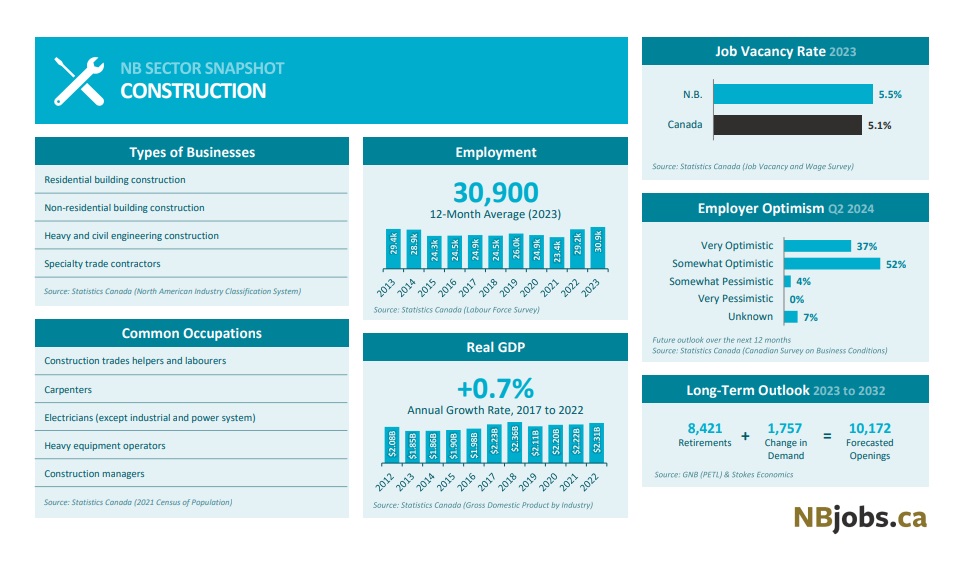 NB SECTOR SNAPSHOT
CONSTRUCTION
Types of Businesses
Residential building construction
Non-residential building construction
Heavy and civil engineering construction
Specialty trade contractors
Source: Statistics Canada (North American Industry Classification System)
Common Occupations
Construction trades helpers and labourers
Carpenters
Electricians (except industrial and power system)
Heavy equipment operators
Construction managers
Source: Statistics Canada (2021 Census of Population)
Employment
30,900
12-Month Average (2023)
29.4k 28.9k 24.3k 24.5k 24.9k 24.5k 26.0k 24.9k 23.4k 29.2k 30.9k
2013 2014 2015 2016 2017 2018 2019 2020 2021 2022 2023
Source: Statistics Canada (Labour Force Survey)
Real GDP
+0.7%
Annual Growth Rate, 2017 to 2022
$2.08B $1.85B $1.86B $1.90B $1.98B $2.23B $2.36B $2.11B $2.20B $2.22B $2.31B
2012 2013 2014 2015 2016 2017 2018 2019 2020 2021 2022
Source: Statistics Canada (Gross Domestic Product by Industry)
Job Vacancy Rate 2023
N.B. 5.5%
Canada 5.1%
Source: Statistics Canada (Job Vacancy and Wage Survey)
Employer Optimism Q2 2024
Very Optimistic 37%
Somewhat Optimistic 52%
Somewhat Pessimistic 4%
Very Pessimistic 0%
Unknown 7%
Future outlook over the next 12 months
Source: Statistics Canada (Canadian Survey on Business Conditions)
Long-Term Outlook 2023 to 2032
8,421 + 1,757 = 10,172
Retirements Change in Forecasted
Demand Openings
Source: GNB (PETL) & Stokes Economics
NBjobs.ca